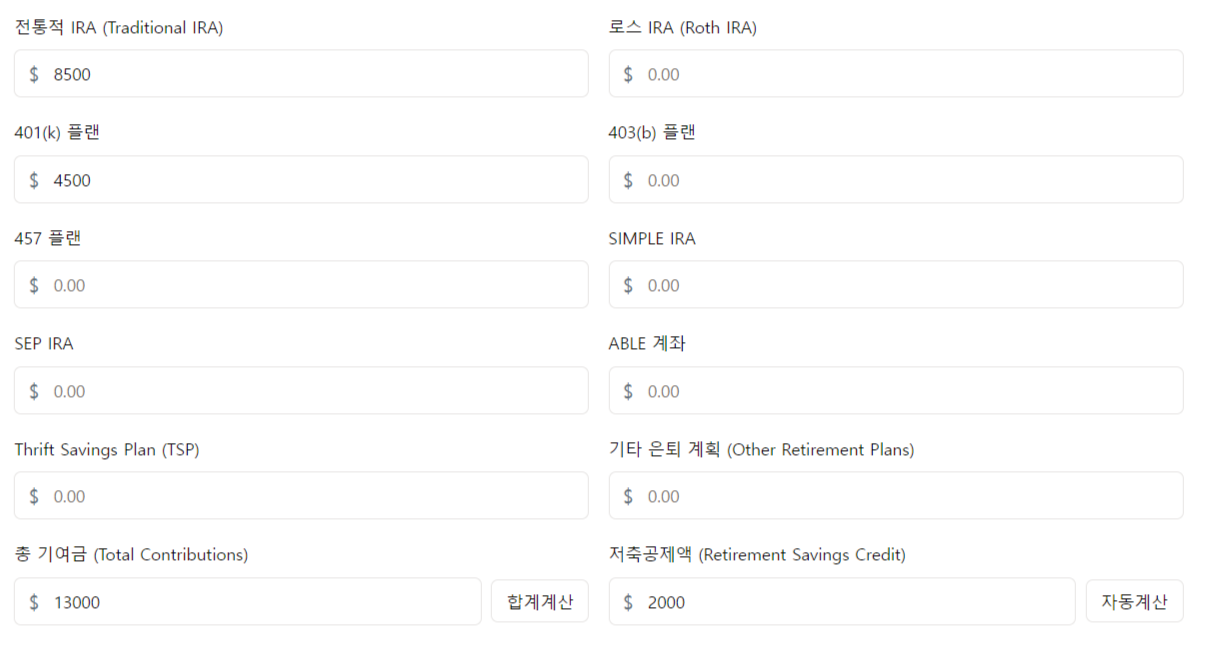 전통적 IRA (Traditional IRA)
로스 IRA (Roth IRA)
$ 8500
$ 0.00
401(k) 플랜
403(b) 플랜
$ 4500
$ 0.00
457 플랜
SIMPLE IRA
$ 0.00
$ 0.00
SEP IRA
ABLE 계좌
$ 0.00
$ 0.00
Thrift Savings Plan (TSP)
기타 은퇴 계획 (Other Retirement Plans)
$ 0.00
$ 0.00
총 기여금 (Total Contributions)
저축공제액 (Retirement Savings Credit)
$ 13000
합계계산
$ 2000
자동계산